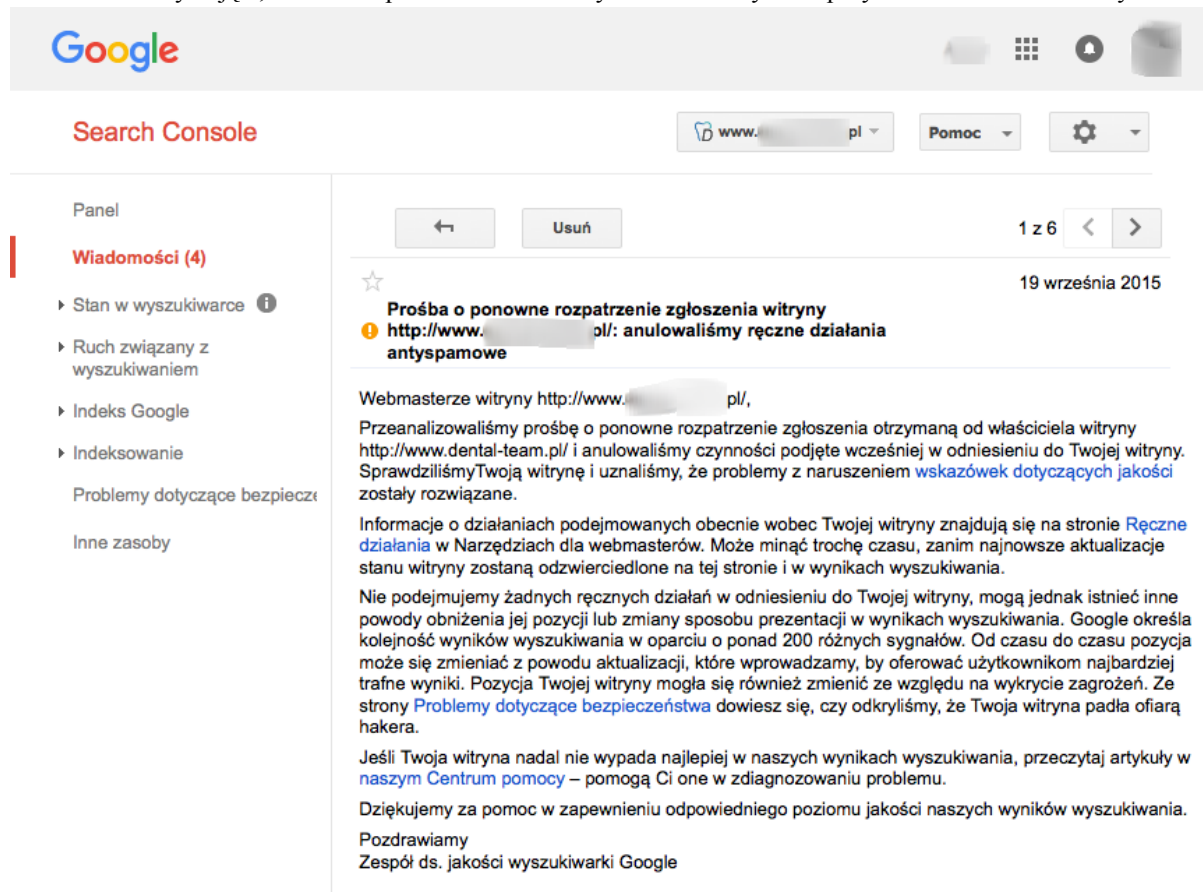 Google
Search Console
www. pl
Pomoc
Panel
Wiadomości (4)
Stan w wyszukiwarce
Ruch związany z
wyszukiwaniem
Indeks Google
Indeksowanie
Problemy dotyczące bezpiecze
Inne zasoby
Usuń
1 z 6
19 września 2015
Prośba o ponowne rozpatrzenie zgłoszenia witryny
http://www. pl/: anulowaliśmy ręczne działania
antyspamowe
Webmasterze witryny http://www. pl/,
Przeanalizowaliśmy prośbę o ponowne rozpatrzenie zgłoszenia otrzymaną od właściciela witryny
http://www.dental-team.pl/ i anulowaliśmy czynności podjęte wcześniej w odniesieniu do Twojej witryny.
SprawdziliśmyTwoją witrynę i uznaliśmy, że problemy z naruszeniem wskazówek dotyczących jakości
zostały rozwiązane.
Informacje o działaniach podejmowanych obecnie wobec Twojej witryny znajdują się na stronie Ręczne
działania w Narzędziach dla webmasterów. Może minąć trochę czasu, zanim najnowsze aktualizacje
stanu witryny zostaną odzwierciedlone na tej stronie i w wynikach wyszukiwania.
Nie podejmujemy żadnych ręcznych działań w odniesieniu do Twojej witryny, mogą jednak istnieć inne
powody obniżenia jej pozycji lub zmiany sposobu prezentacji w wynikach wyszukiwania. Google określa
kolejność wyników wyszukiwania w oparciu o ponad 200 różnych sygnałów. Od czasu do czasu pozycja
może się zmieniać z powodu aktualizacji, które wprowadzamy, by oferować użytkownikom najbardziej
trafne wyniki. Pozycja Twojej witryny mogła się również zmienić ze względu na wykrycie zagrożeń. Ze
strony Problemy dotyczące bezpieczeństwa dowiesz się, czy odkryliśmy, że Twoja witryna padła ofiarą
hakera.
Jeśli Twoja witryna nadal nie wypada najlepiej w naszych wynikach wyszukiwania, przeczytaj artykuły w
naszym Centrum pomocy – pomogą Ci one w zdiagnozowaniu problemu.
Dziękujemy za pomoc w zapewnieniu odpowiedniego poziomu jakości naszych wyników wyszukiwania.
Pozdrawiamy
Zespół ds. jakości wyszukiwarki Google